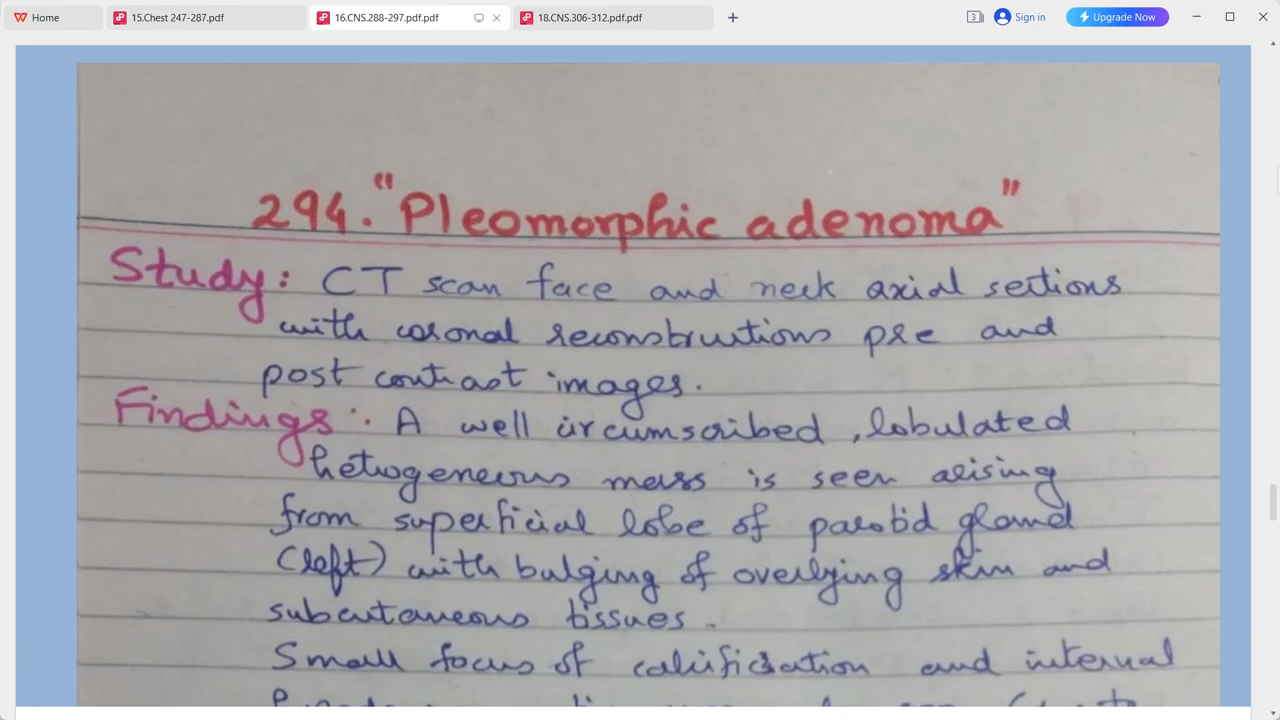 Home
15.Chest 247-287.pdf
16.CNS.288-297.pdf.pdf
18.CNS.306-312.pdf.pdf
3
Sign in
Upgrade Now
294. "Pleomorphic adenoma"
Study: CT scan face and neck axial sections
with coronal reconstructions pre and
post contrast images.
Findings: A well circumscribed, lobulated
hetrogeneous mass is seen arising
from superficial lobe of parotid gland
(left) with bulging of overlying skin and
subcutaneous tissues.
Small focus of calcification and internal